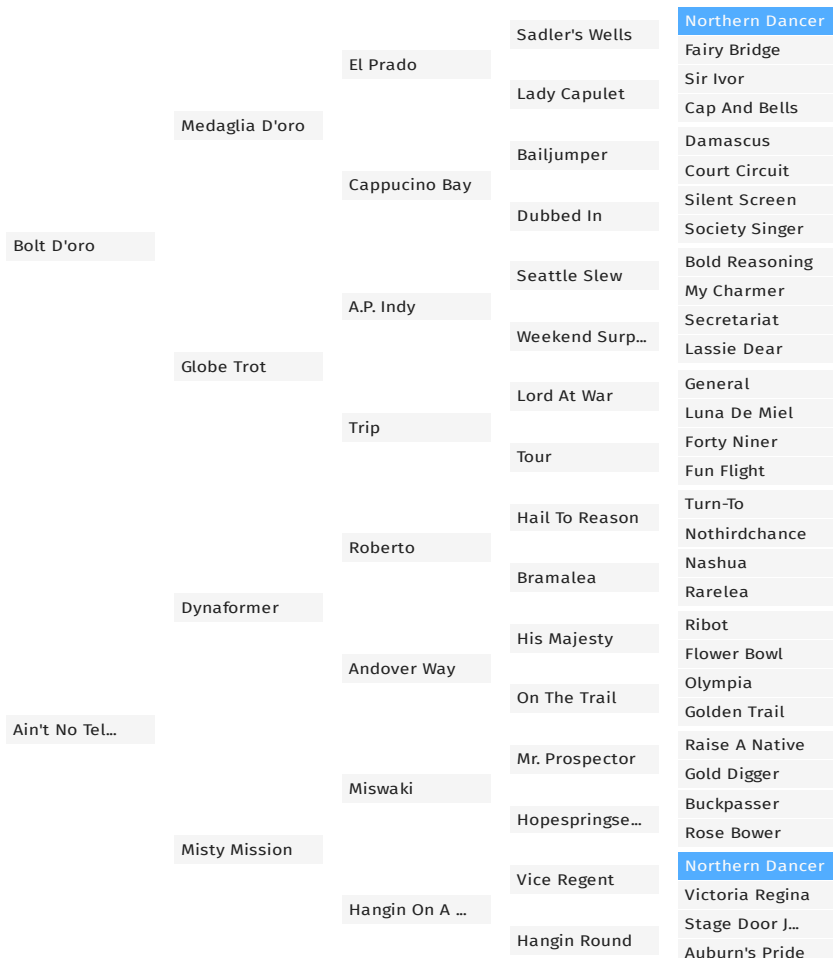 Bolt D'oro
Ain't No Tel...
Medaglia D'oro
Globe Trot
Dynaformer
Misty Mission
El Prado
Cappucino Bay
A.P. Indy
Trip
Roberto
Andover Way
Miswaki
Hangin On A ...
Sadler's Wells
Lady Capulet
Bailjumper
Dubbed In
Seattle Slew
Weekend Surp...
Lord At War
Tour
Hail To Reason
Bramalea
His Majesty
On The Trail
Mr. Prospector
Hopespringse...
Vice Regent
Hangin Round
Northern Dancer
Fairy Bridge
Sir Ivor
Cap And Bells
Damascus
Court Circuit
Silent Screen
Society Singer
Bold Reasoning
My Charmer
Secretariat
Lassie Dear
General
Luna De Miel
Forty Niner
Fun Flight
Turn-To
Nothirdchance
Nashua
Rarelea
Ribot
Flower Bowl
Olympia
Golden Trail
Raise A Native
Gold Digger
Buckpasser
Rose Bower
Northern Dancer
Victoria Regina
Stage Door J...
Auburn's Pride